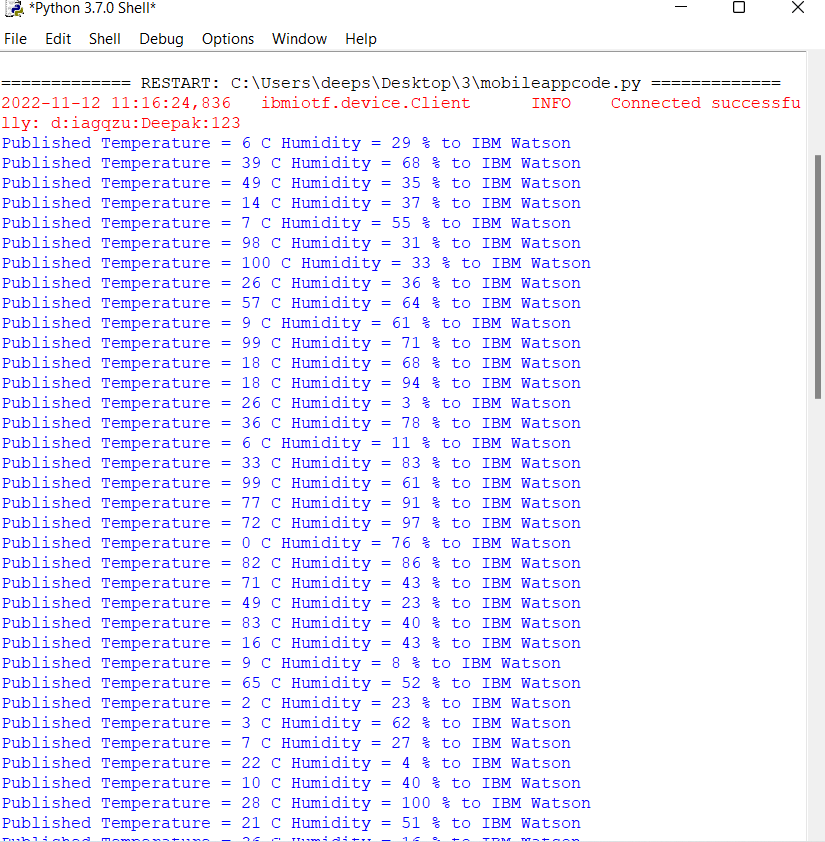 *Python 3.7.0 Shell*
File Edit Shell Debug Options Window Help
============= RESTART: C:\Users\deeps\Desktop\3\mobileappcode.py =============
2022-11-12 11:16:24,836   ibmiotf.device.Client      INFO    Connected successfu
lly: d:iagqzu:Deepak:123
Published Temperature = 6 C Humidity = 29 % to IBM Watson
Published Temperature = 39 C Humidity = 68 % to IBM Watson
Published Temperature = 49 C Humidity = 35 % to IBM Watson
Published Temperature = 14 C Humidity = 37 % to IBM Watson
Published Temperature = 7 C Humidity = 55 % to IBM Watson
Published Temperature = 98 C Humidity = 31 % to IBM Watson
Published Temperature = 100 C Humidity = 33 % to IBM Watson
Published Temperature = 26 C Humidity = 36 % to IBM Watson
Published Temperature = 57 C Humidity = 64 % to IBM Watson
Published Temperature = 9 C Humidity = 61 % to IBM Watson
Published Temperature = 99 C Humidity = 71 % to IBM Watson
Published Temperature = 18 C Humidity = 68 % to IBM Watson
Published Temperature = 18 C Humidity = 94 % to IBM Watson
Published Temperature = 26 C Humidity = 3 % to IBM Watson
Published Temperature = 36 C Humidity = 78 % to IBM Watson
Published Temperature = 6 C Humidity = 11 % to IBM Watson
Published Temperature = 33 C Humidity = 83 % to IBM Watson
Published Temperature = 99 C Humidity = 61 % to IBM Watson
Published Temperature = 77 C Humidity = 91 % to IBM Watson
Published Temperature = 72 C Humidity = 97 % to IBM Watson
Published Temperature = 0 C Humidity = 76 % to IBM Watson
Published Temperature = 82 C Humidity = 86 % to IBM Watson
Published Temperature = 71 C Humidity = 43 % to IBM Watson
Published Temperature = 49 C Humidity = 23 % to IBM Watson
Published Temperature = 83 C Humidity = 40 % to IBM Watson
Published Temperature = 16 C Humidity = 43 % to IBM Watson
Published Temperature = 9 C Humidity = 8 % to IBM Watson
Published Temperature = 65 C Humidity = 52 % to IBM Watson
Published Temperature = 2 C Humidity = 23 % to IBM Watson
Published Temperature = 3 C Humidity = 62 % to IBM Watson
Published Temperature = 7 C Humidity = 27 % to IBM Watson
Published Temperature = 22 C Humidity = 4 % to IBM Watson
Published Temperature = 10 C Humidity = 40 % to IBM Watson
Published Temperature = 28 C Humidity = 100 % to IBM Watson
Published Temperature = 21 C Humidity = 51 % to IBM Watson
Published Temperature = C Humidity = % to IBM Watson